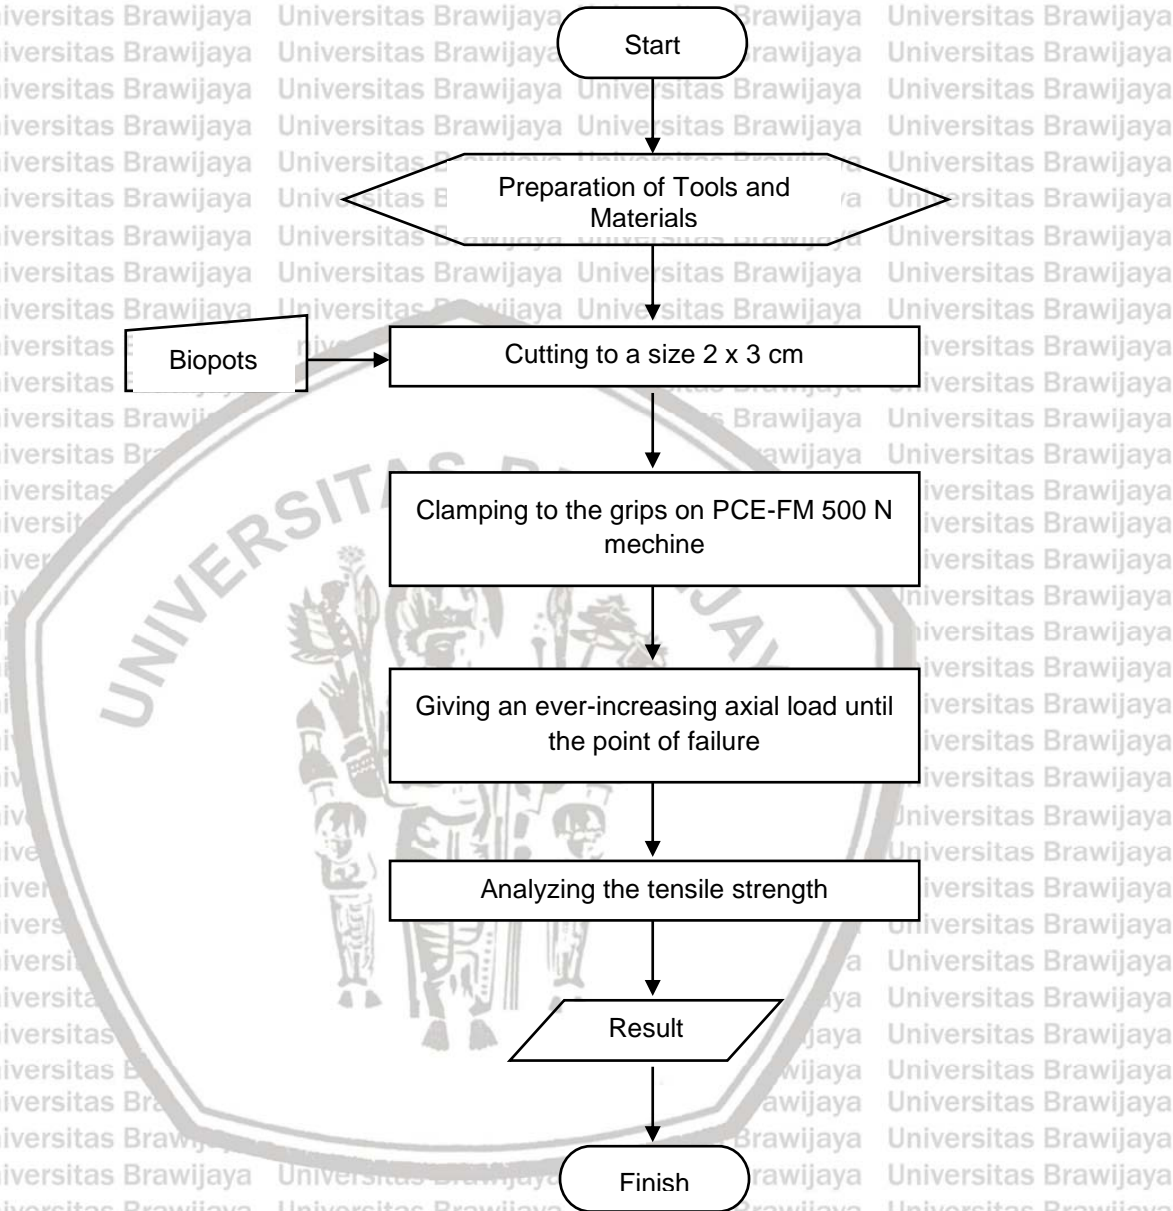 Start
Preparation of Tools and
Materials
Biopots
Cutting to a size 2 x 3 cm
Clamping to the grips on PCE-FM 500 N
mechine
Giving an ever-increasing axial load until
the point of failure
Analyzing the tensile strength
Result
Finish
Universitas Brawijaya